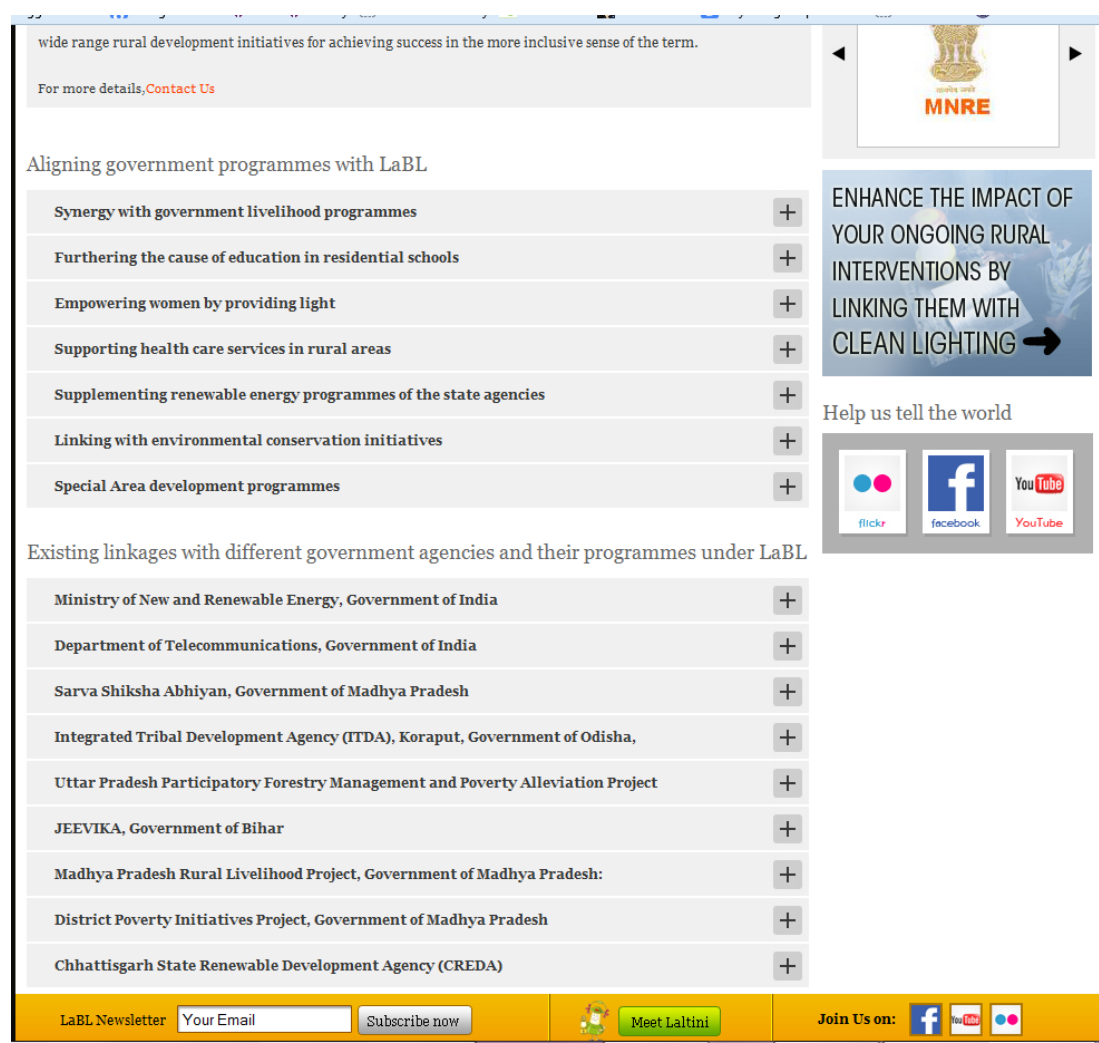 wide range rural development initiatives for achieving success in the more inclusive sense of the term.
For more details,Contact Us
MNRE
Aligning government programmes with LaBL
Synergy with government livelihood programmes
Furthering the cause of education in residential schools
Empowering women by providing light
Supporting health care services in rural areas
Supplementing renewable energy programmes of the state agencies
Linking with environmental conservation initiatives
Special Area development programmes
ENHANCE THE IMPACT OF
YOUR ONGOING RURAL
INTERVENTIONS BY
LINKING THEM WITH
CLEAN LIGHTING
Help us tell the world
You Tube
flickr facebook YouTube
Existing linkages with different government agencies and their programmes under LaBL
Ministry of New and Renewable Energy, Government of India
Department of Telecommunications, Government of India
Sarva Shiksha Abhiyan, Government of Madhya Pradesh
Integrated Tribal Development Agency (ITDA), Koraput, Government of Odisha,
Uttar Pradesh Participatory Forestry Management and Poverty Alleviation Project
JEEVIKA, Government of Bihar
Madhya Pradesh Rural Livelihood Project, Government of Madhya Pradesh:
District Poverty Initiatives Project, Government of Madhya Pradesh
Chhattisgarh State Renewable Development Agency (CREDA)
LaBL Newsletter Your Email Subscribe now Meet Laltini Join Us on: You Tube